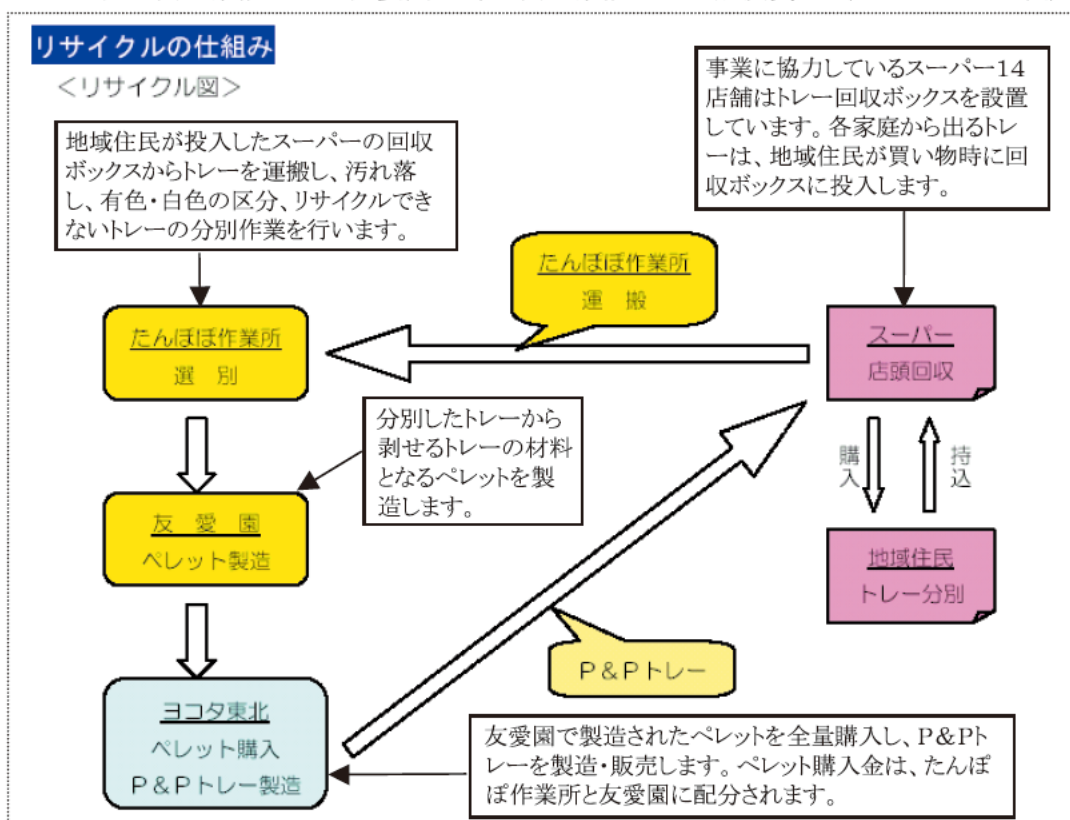 リサイクルの仕組み
＜リサイクル図＞
事業に協力しているスーパー１４
店舗はトレー回収ボックスを設置
しています。各家庭から出るトレ
ーは、地域住民が買い物時に回
収ボックスに投入します。
地域住民が投入したスーパーの回収
ボックスからトレーを運搬し、汚れ落
し、有色・白色の区分、リサイクルでき
ないトレーの分別作業を行います。
たんぽぽ作業所
運　搬
たんぽぽ作業所
選　別
スーパー
店頭回収
分別したトレーから
剥せるトレーの材料
となるペレットを製
造します。
購入
持込
友　愛　園
ペレット製造
地域住民
トレー分別
Ｐ＆Ｐトレー
ヨコタ東北
ペレット購入
Ｐ＆Ｐトレー製造
友愛園で製造されたペレットを全量購入し、Ｐ＆Ｐト
レーを製造・販売します。ペレット購入金は、たんぽ
ぽ作業所と友愛園に配分されます。